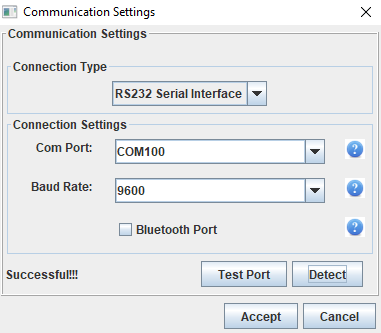 Communication Settings
Communication Settings
Connection Type
RS232 Serial Interface
Connection Settings
Com Port: COM100 ?
Baud Rate: 9600 ?
Bluetooth Port ?
Successful!!! Test Port Detect
Accept Cancel